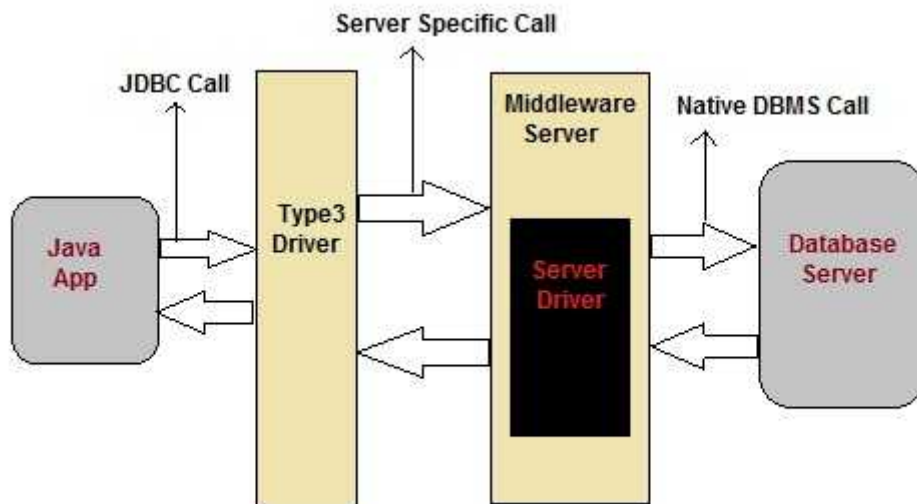 Server Specific Call
JDBC Call
Middleware
Server
Native DBMS Call
Type3
Driver
Java
App
Server
Driver
Database
Server